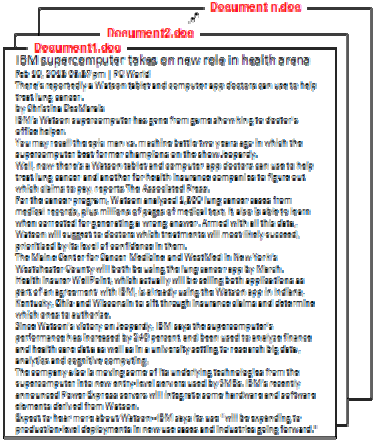 Document n.doc
Document2.doc
Document1.doc
IBM supercomputer takes on new role in health arena
PC World
There's reportedly a Watson tablet and computer app doctors can use to help
treat lung cancer.
by Christina DesMarais
IBM's Watson supercomputer has gone from game show king to doctor's
office helper.
You may recall the epic man vs. machine battle two years ago in which the
supercomputer best former champions on the show Jeopardy.
Well, now there's a Watson tablet and computer app doctors can use to help
treat lung cancer and another for health insurance companies to figure out
which claims to pay, reports The Associated Press.
For the cancer program, Watson analyzed lung cancer cases from
medical records, plus millions of pages of medical text. It also is able to learn
when corrected for generating a wrong answer. Armed with all this data,
Watson will suggest to doctors which treatments will most likely succeed,
prioritized by its level of confidence in them.
The Maine Center for Cancer Medicine and WestMed in New York's
Westchester County will both be using the lung cancer app by March.
Health insurer WellPoint, which actually will be selling both applications as
part of an agreement with IBM, is already using the Watson app in Indiana,
Kentucky, Ohio and Wisconsin to sift through insurance claims and determine
which ones to authorize.
Since Watson's victory on Jeopardy, IBM says the supercomputer's
performance has increased by 240 percent and been used to analyze finance
and healthcare data as well as in a university setting to research big data,
analytics and cognitive computing.
The company also is moving some of its underlying technologies from the
supercomputer into new entry-level servers used by SMBs. IBM's recently
announced Power Express servers will integrate some hardware and software
elements derived from Watson.
Expect to hear more about Watson-IBM says its use "will be expanding to
production-level deployments in new use cases and industries going forward."